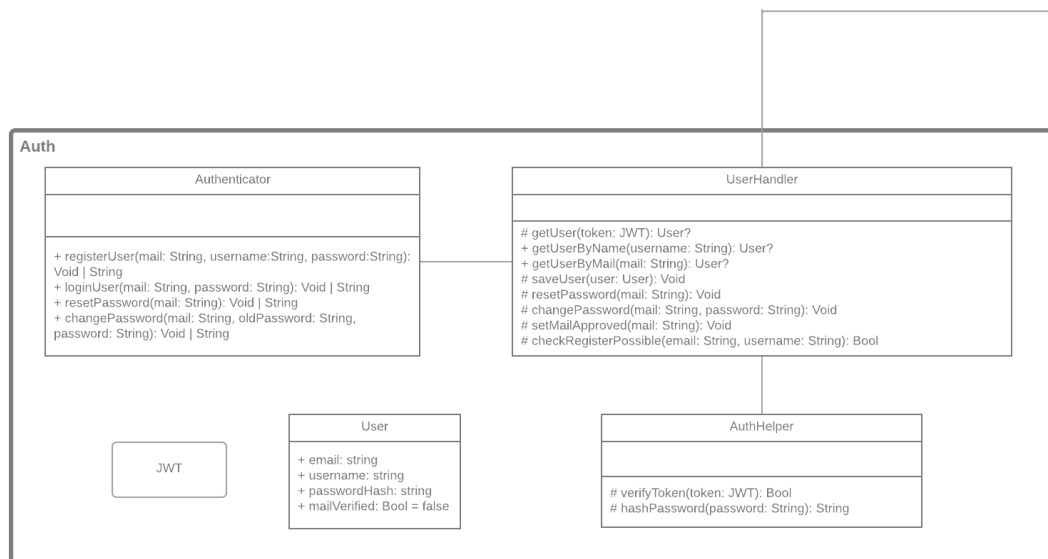 Auth
Authenticator
+ registerUser(mail: String, username:String, password:String):
Void | String
+ loginUser(mail: String, password: String): Void | String
+ resetPassword(mail: String): Void | String
+ changePassword(mail: String, oldPassword: String,
password: String): Void | String
UserHandler
# getUser(token: JWT): User?
+ getUserByName(username: String): User?
+ getUserByMail(mail: String): User?
# saveUser(user: User): Void
# resetPassword(mail: String): Void
# changePassword(mail: String, password: String): Void
# setMailApproved(mail: String): Void
# checkRegisterPossible(email: String, username: String): Bool
JWT
User
+ email: string
+ username: string
+ passwordHash: string
+ mailVerified: Bool = false
AuthHelper
# verifyToken(token: JWT): Bool
# hashPassword(password: String): String